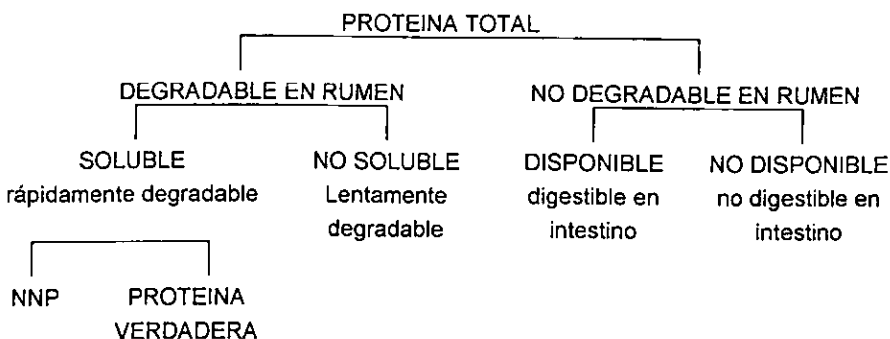 PROTEINA TOTAL
DEGRADABLE EN RUMEN
NO DEGRADABLE EN RUMEN
SOLUBLE
rápidamente degradable
NO SOLUBLE
Lentamente
degradable
DISPONIBLE
digestible en
intestino
NO DISPONIBLE
no digestible en
intestino
NNP
PROTEINA
VERDADERA